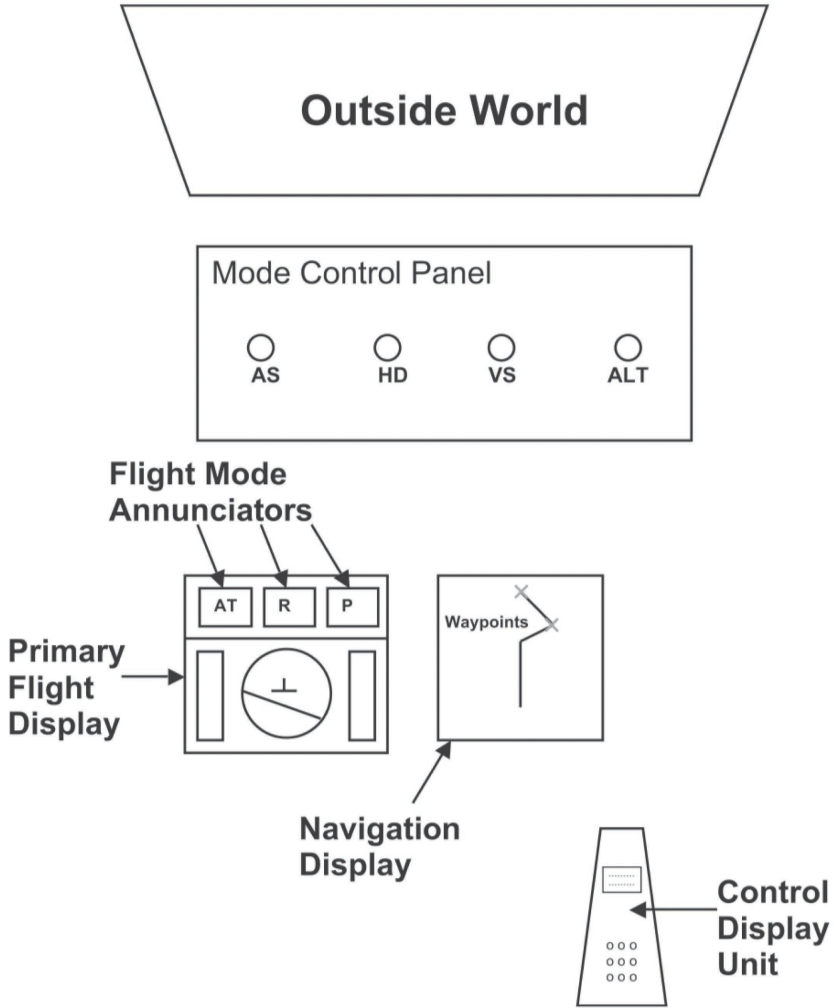 Outside World
Mode Control Panel
AS HD VS ALT
Flight Mode
Annunciators
AT R P
Waypoints
Primary
Flight
Display
Navigation
Display
Control
Display
Unit